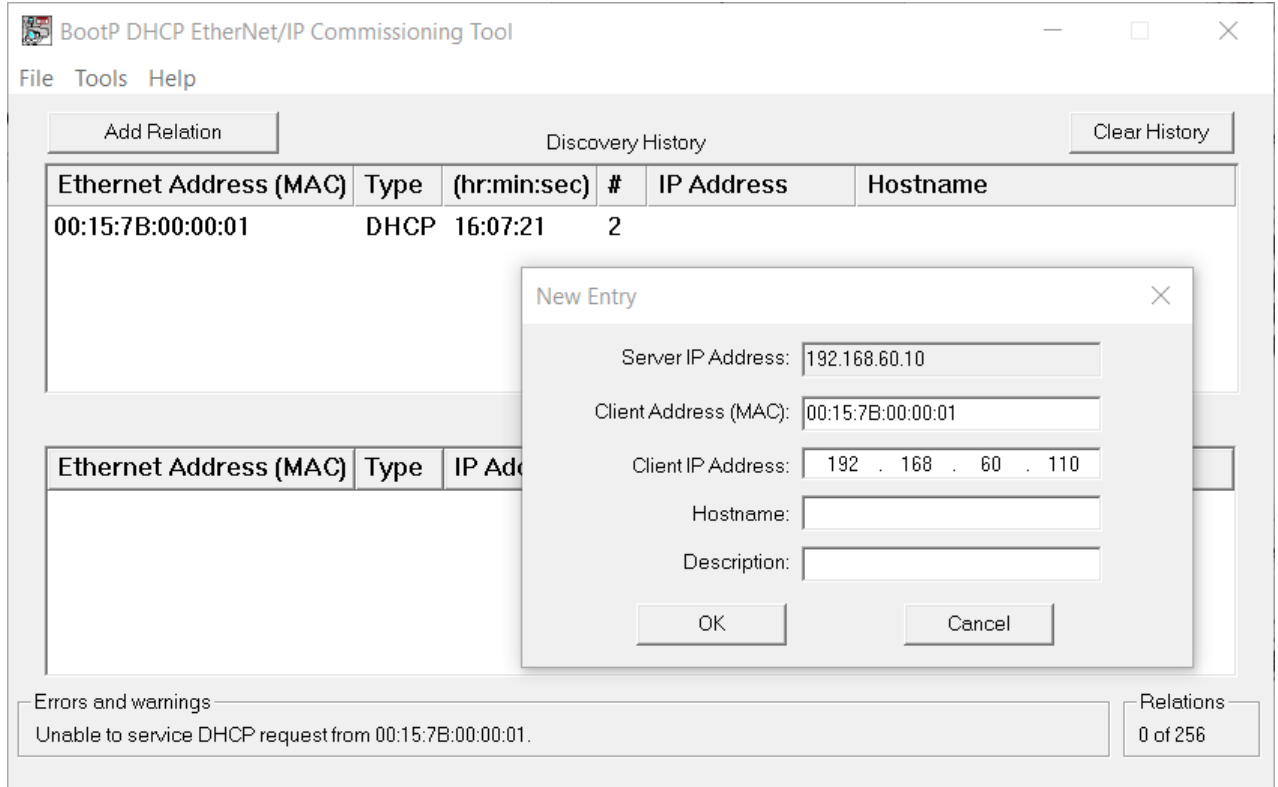 BootP DHCP EtherNet/IP Commissioning Tool
File Tools Help
Add Relation
Discovery History
Clear History
Ethernet Address (MAC) Type (hr:min:sec) # IP Address Hostname
00:15:7B:00:00:01 DHCP 16:07:21 2
New Entry
Server IP Address: 192.168.60.10
Client Address (MAC): 00:15:7B:00:00:01
Client IP Address: 192 . 168 . 60 . 110
Hostname:
Description:
OK Cancel
Ethernet Address (MAC) Type IP Add
Errors and warnings
Unable to service DHCP request from 00:15:7B:00:00:01.
Relations
0 of 256